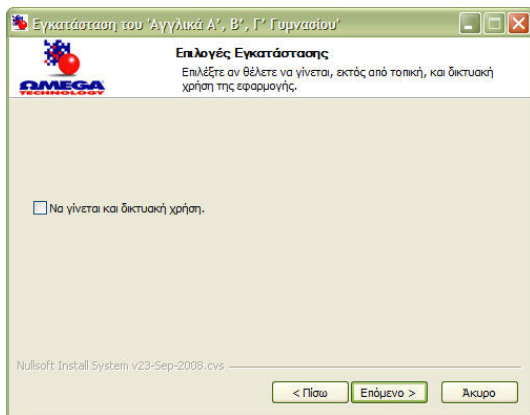 Εγκατάσταση του 'Αγγλικά Α', Β', Γ' Γυμνασίου'
ΩMEGA
TECHNOLOGY
Επιλογές Εγκατάστασης
Επιλέξτε αν θέλετε να γίνεται, εκτός από τοπική, και δικτυακή
χρήση της εφαρμογής.
Να γίνεται και δικτυακή χρήση.
Nullsoft Install System v23-Sep-2008.cvs
< Πίσω Επόμενο > Άκυρο